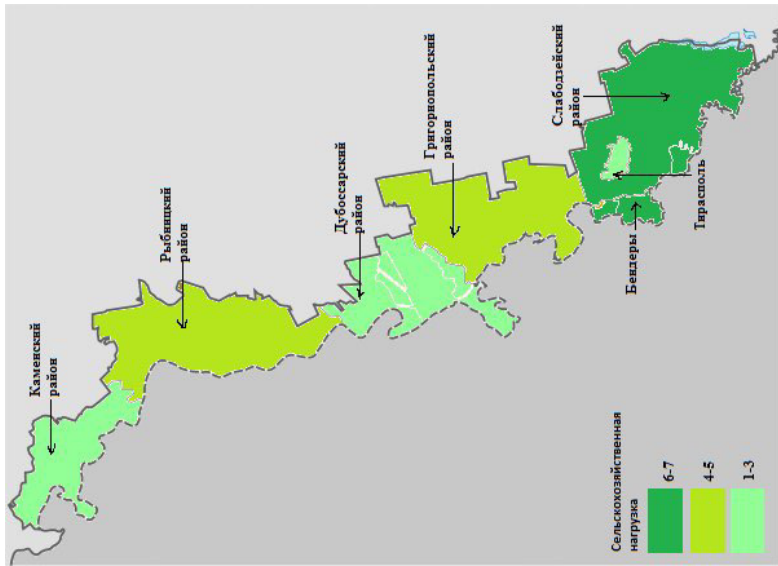 Каменский
район
Рыбницкий
район
Дубоссарский
район
Григориопольский
район
Слабодзейский
район
Тирасполь
Бендеры
Сельскохозяйственная
нагрузка
6-7
4-5
1-3